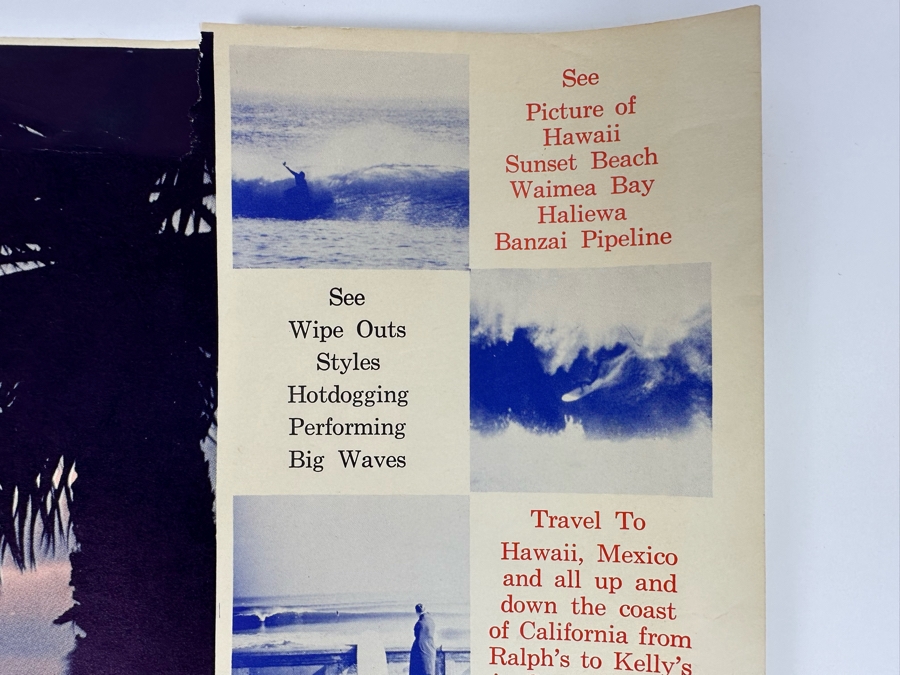 See
Picture of
Hawaii
Sunset Beach
Waimea Bay
Haliewa
Banzai Pipeline
See
Wipe Outs
Styles
Hotdogging
Performing
Big Waves
Travel To
Hawaii, Mexico
and all up and
down the coast
of California from
Ralph's to Kelly's